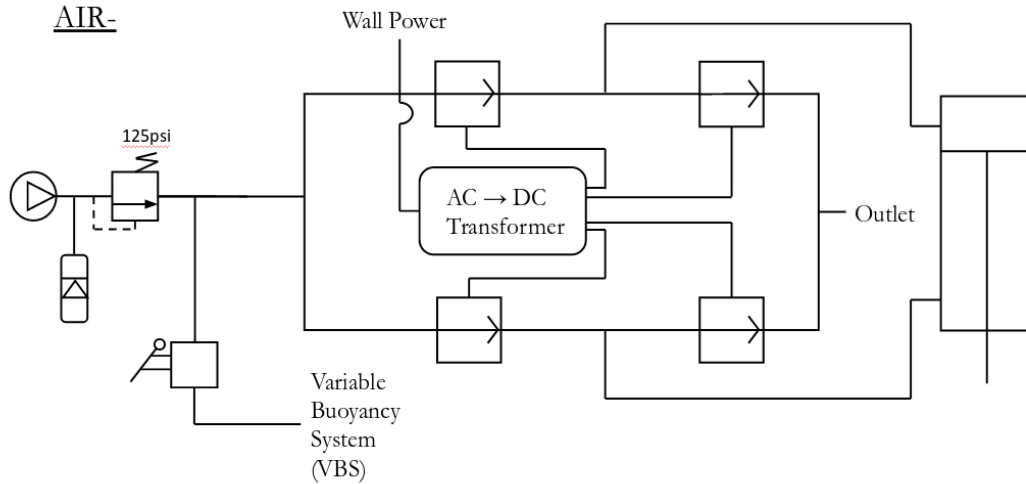 AIR-
Wall Power
125psi
AC → DC
Transformer
Outlet
Variable
Buoyancy
System
(VBS)